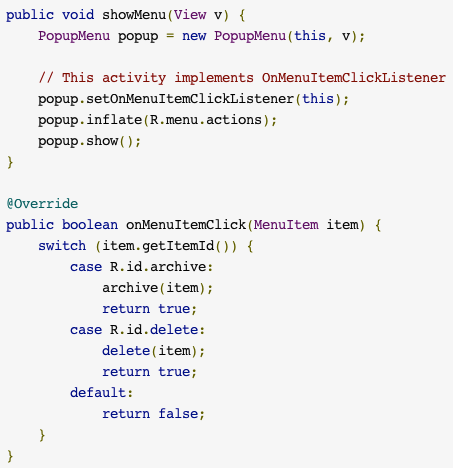 public void showMenu(View v) {
    PopupMenu popup = new PopupMenu(this, v);

    // This activity implements OnMenuItemClickListener
    popup.setOnMenuItemClickListener(this);
    popup.inflate(R.menu.actions);
    popup.show();
}

@Override
public boolean onMenuItemClick(MenuItem item) {
    switch (item.getItemId()) {
        case R.id.archive:
            archive(item);
            return true;
        case R.id.delete:
            delete(item);
            return true;
        default:
            return false;
    }
}